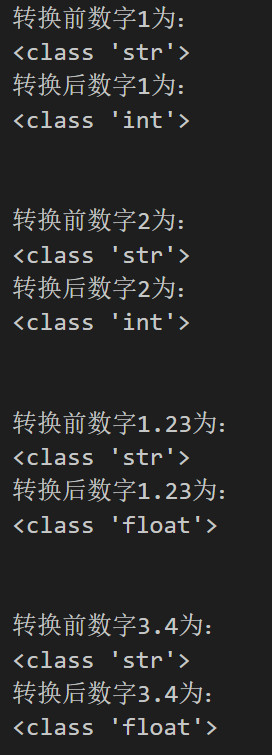 转换前数字1为:
<class 'str'>
转换后数字1为:
<class 'int'>
转换前数字2为:
<class 'str'>
转换后数字2为:
<class 'int'>
转换前数字1.23为:
<class 'str'>
转换后数字1.23为:
<class 'float'>
转换前数字3.4为:
<class 'str'>
转换后数字3.4为:
<class 'float'>